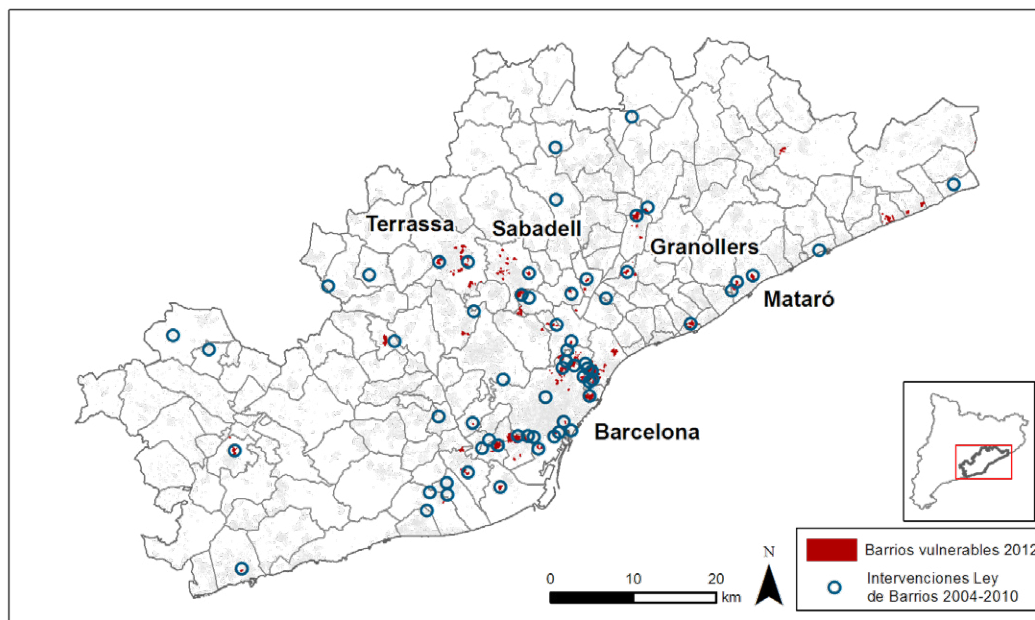 Terrassa
Sabadell
Granollers
Mataró
Barcelona
N
0 10 20
km
Barrios vulnerables 2012
Intervenciones Ley
de Barrios 2004-2010